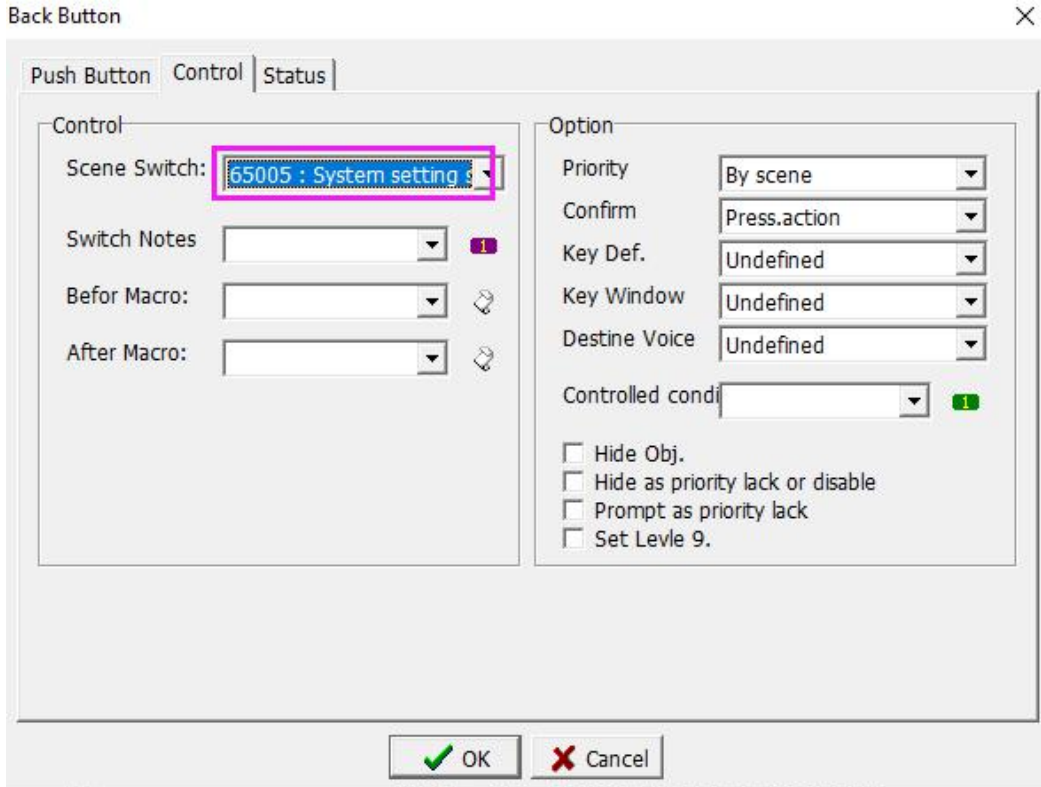 Back Button
Push Button Control Status
Control
Scene Switch: 65005 : System setting s
Switch Notes 1
Befor Macro:
After Macro:
Option
Priority By scene
Confirm Press.action
Key Def. Undefined
Key Window Undefined
Destine Voice Undefined
Controlled condi 1
Hide Obj.
Hide as priority lack or disable
Prompt as priority lack
Set Levle 9.
OK Cancel